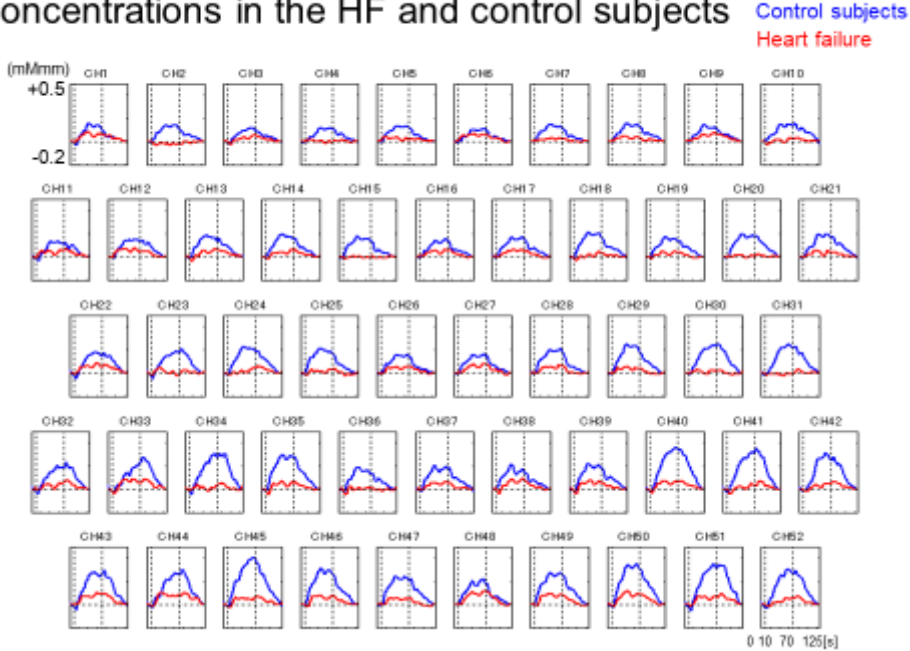 oncentrations in the HF and control subjects
Control subjects
Heart failure
(mMmm)
+0.5
-0.2
CH1 CH2 CH3 CH4 CH5 CH6 CH7 CH8 CH9 CH10
CH11 CH12 CH13 CH14 CH15 CH16 CH17 CH18 CH19 CH20 CH21
CH22 CH23 CH24 CH25 CH26 CH27 CH28 CH29 CH30 CH31
CH32 CH33 CH34 CH35 CH36 CH37 CH38 CH39 CH40 CH41 CH42
CH43 CH44 CH45 CH46 CH47 CH48 CH49 CH50 CH51 CH52
0 10 70 125[s]